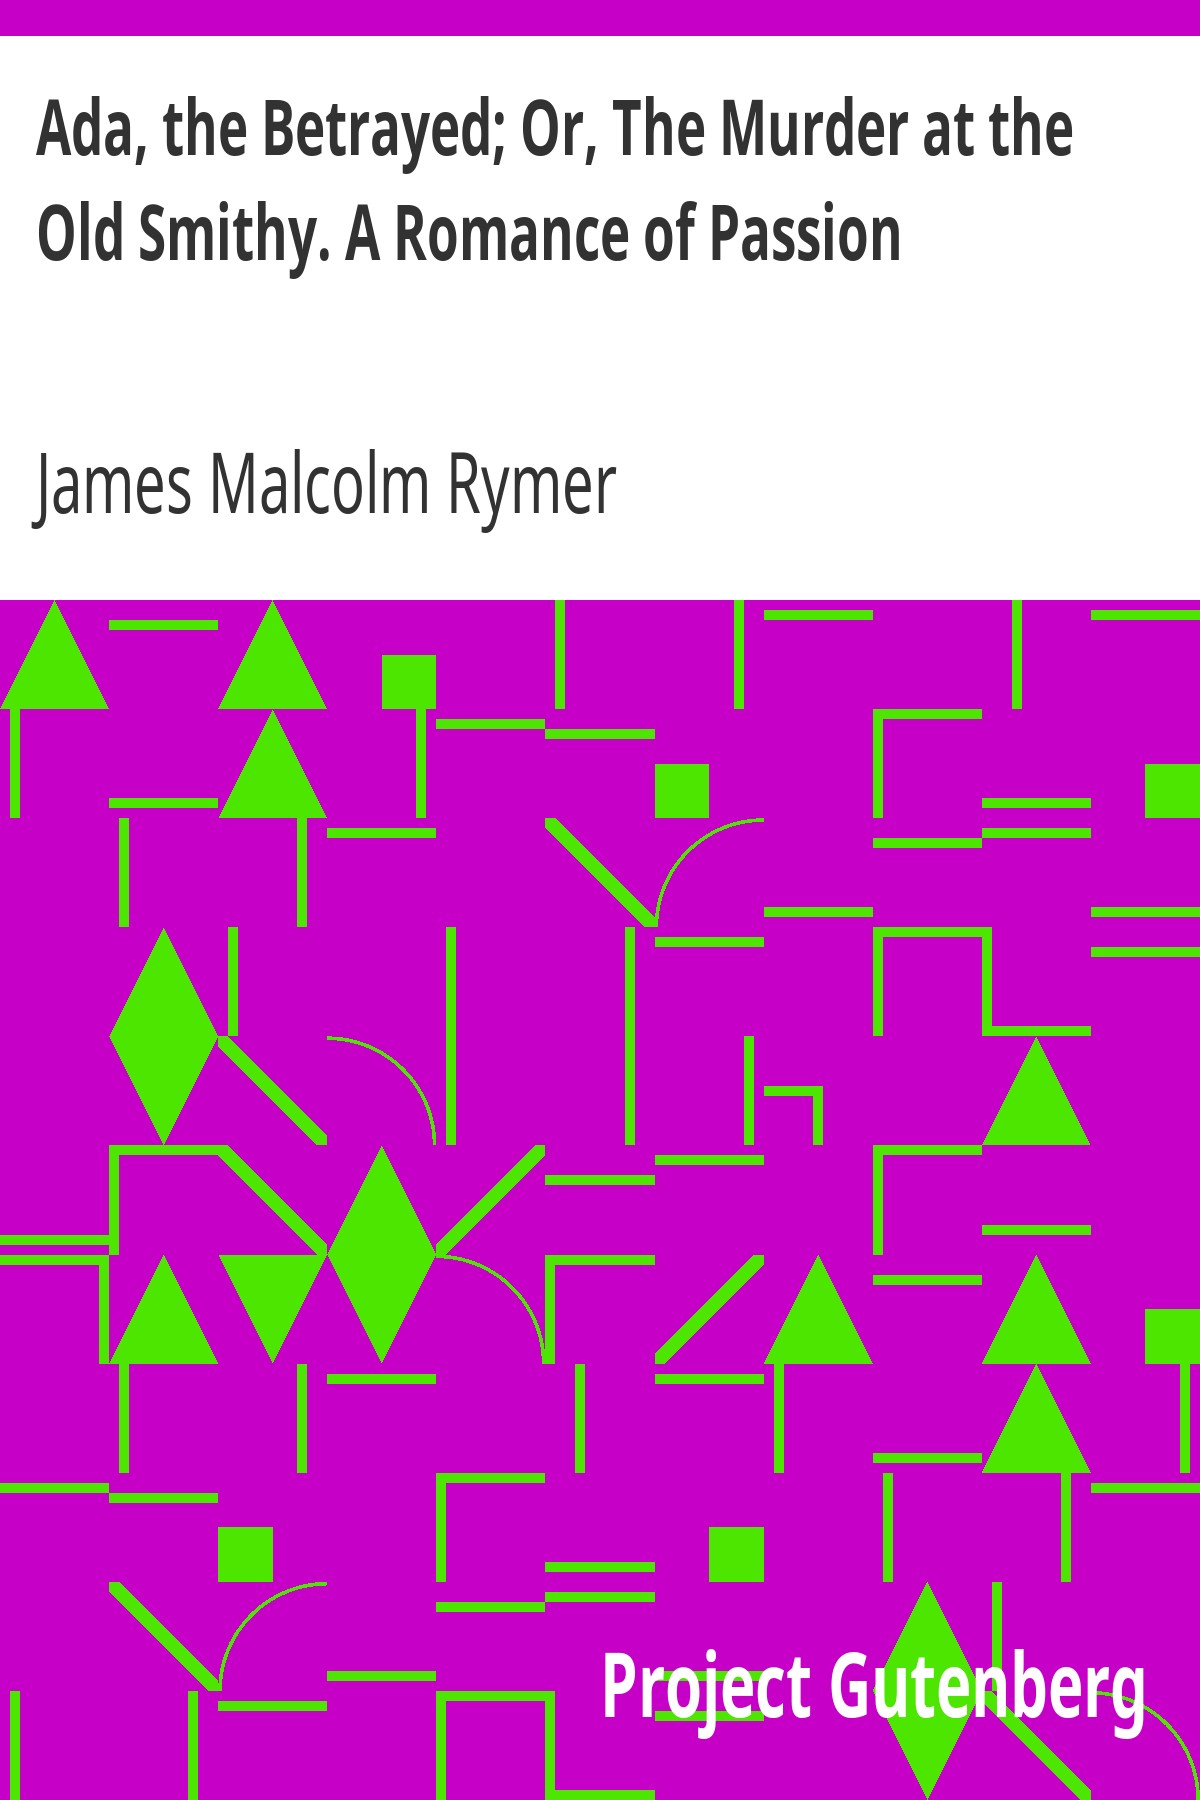 Ada, the Betrayed; Or, The Murder at the
Old Smithy. A Romance of Passion
James Malcolm Rymer
Project Gutenberg